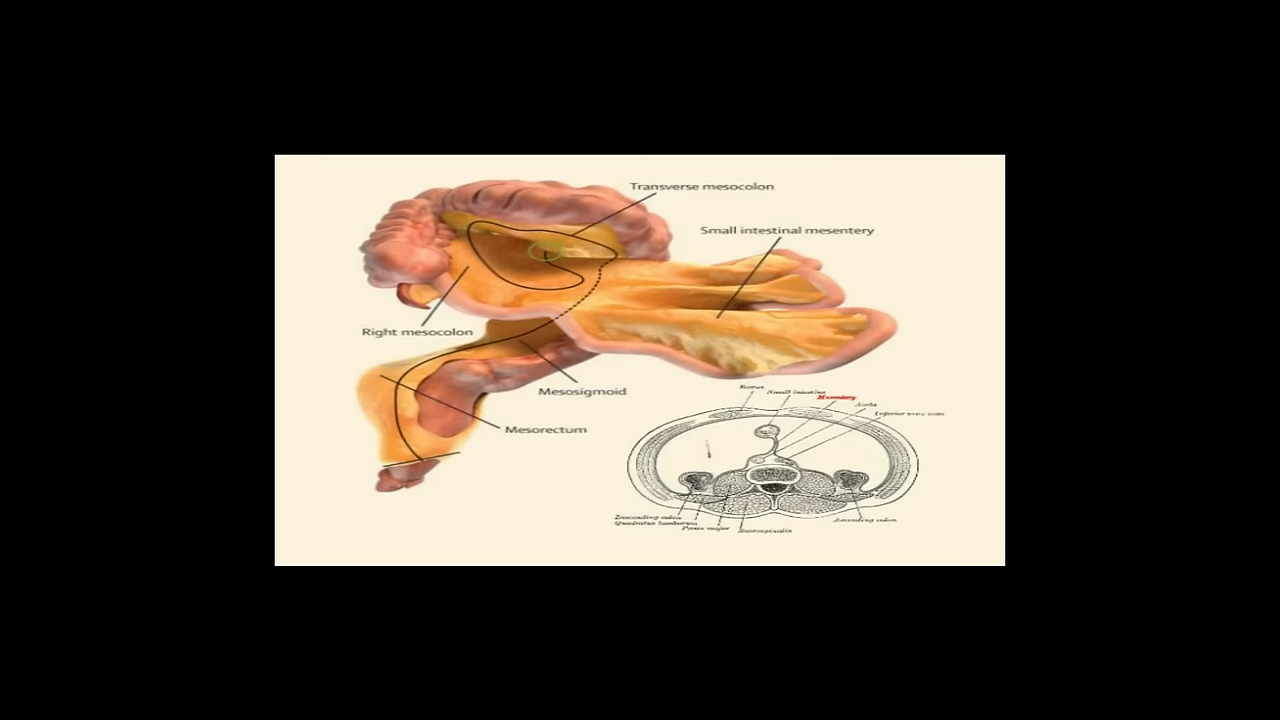 Transverse mesocolon
Small intestinal mesentery
Right mesocolon
Mesosigmoid
Mesorectum
Rectus
Small intestine
Mesentery
Aorta
Inferior vena cava
Descending colon
Quadratus lumborum
Psoas major
Sacrospinalis
Ascending colon